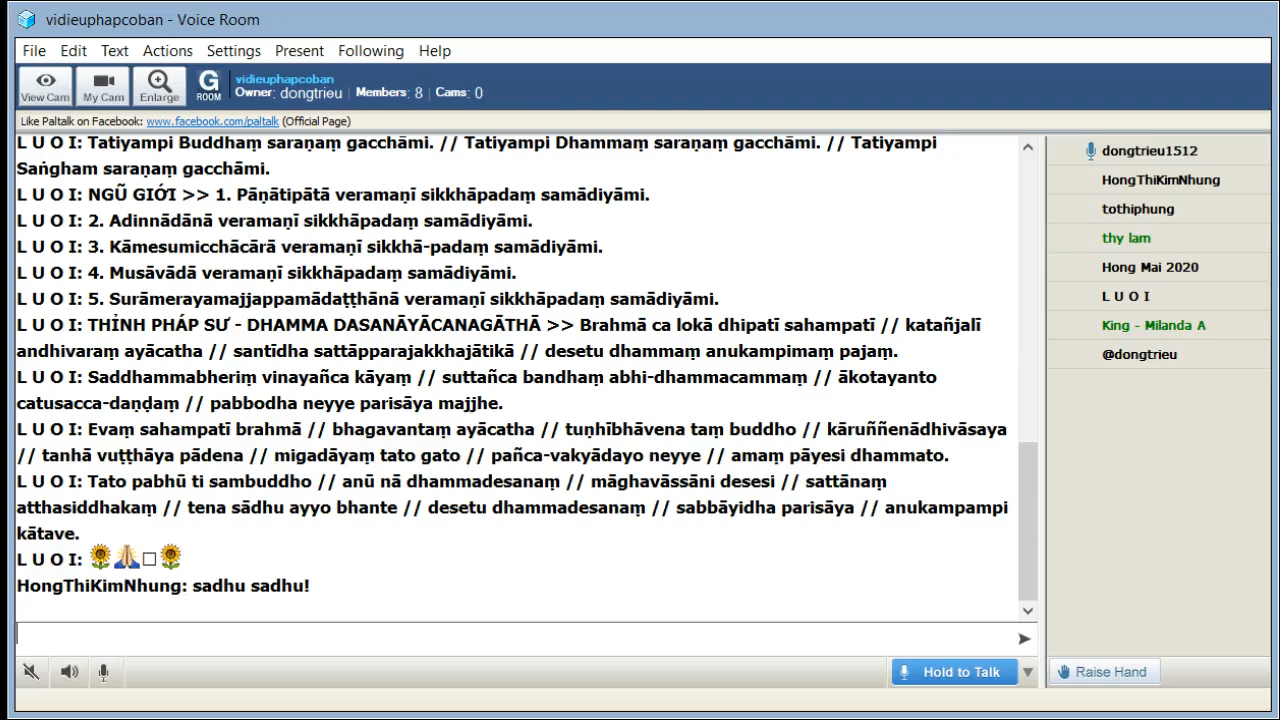 vidieuphapcoban - Voice Room
File Edit Text Actions Settings Present Following Help
View Cam My Cam Enlarge G ROOM
vidieuphapcoban
Owner: dongtrieu | Members: 8 | Cams: 0
Like Paltalk on Facebook: www.facebook.com/paltalk (Official Page)
L U O I: Tatiyampi Buddhaṃ saraṇaṃ gacchāmi. // Tatiyampi Dhammaṃ saraṇaṃ gacchāmi. // Tatiyampi
Saṅgham saraṇaṃ gacchāmi.
L U O I: NGŨ GIỚI >> 1. Pāṇātipātā veramaṇī sikkhāpadaṃ samādiyāmi.
L U O I: 2. Adinnādānā veramaṇī sikkhāpadaṃ samādiyāmi.
L U O I: 3. Kāmesumicchācārā veramaṇī sikkhā-padaṃ samādiyāmi.
L U O I: 4. Musāvādā veramaṇī sikkhāpadaṃ samādiyāmi.
L U O I: 5. Surāmerayamajjappamādaṭṭhānā veramaṇī sikkhāpadaṃ samādiyāmi.
L U O I: THỈNH PHÁP SƯ - DHAMMA DASANĀYĀCANAGĀTHĀ >> Brahmā ca lokā dhipatī sahampatī // katañjalī
andhivaraṃ ayācatha // santīdha sattāpparajakkhajātikā // desetu dhammaṃ anukampimaṃ pajaṃ.
L U O I: Saddhammabheriṃ vinayañca kāyaṃ // suttañca bandhaṃ abhi-dhammacammaṃ // ākotayanto
catusacca-daṇḍaṃ // pabbodha neyye parisāya majjhe.
L U O I: Evaṃ sahampatī brahmā // bhagavantaṃ ayācatha // tuṇhībhāvena taṃ buddho // kāruññenādhivāsaya
// tanhā vuṭṭhāya pādena // migadāyaṃ tato gato // pañca-vakyādayo neyye // amaṃ pāyesi dhammato.
L U O I: Tato pabhū ti sambuddho // anū nā dhammadesanaṃ // māghavāssāni desesi // sattānaṃ
atthasiddhakaṃ // tena sādhu ayyo bhante // desetu dhammadesanaṃ // sabbāyidha parisāya // anukampampi
kātave.
L U O I: 🌻🙏□🌻
HongThiKimNhung: sadhu sadhu!
dongtrieu1512
HongThiKimNhung
tothiphung
thy lam
Hong Mai 2020
L U O I
King - Milanda A
@dongtrieu
Hold to Talk
Raise Hand